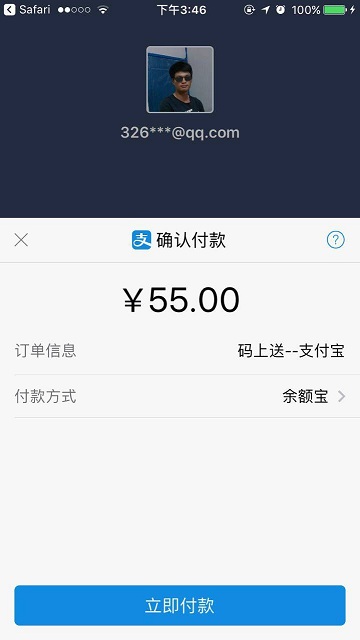 Safari 下午3:46 100%
326***@qq.com
支 确认付款 ?
￥55.00
订单信息 码上送--支付宝
付款方式 余额宝
立即付款